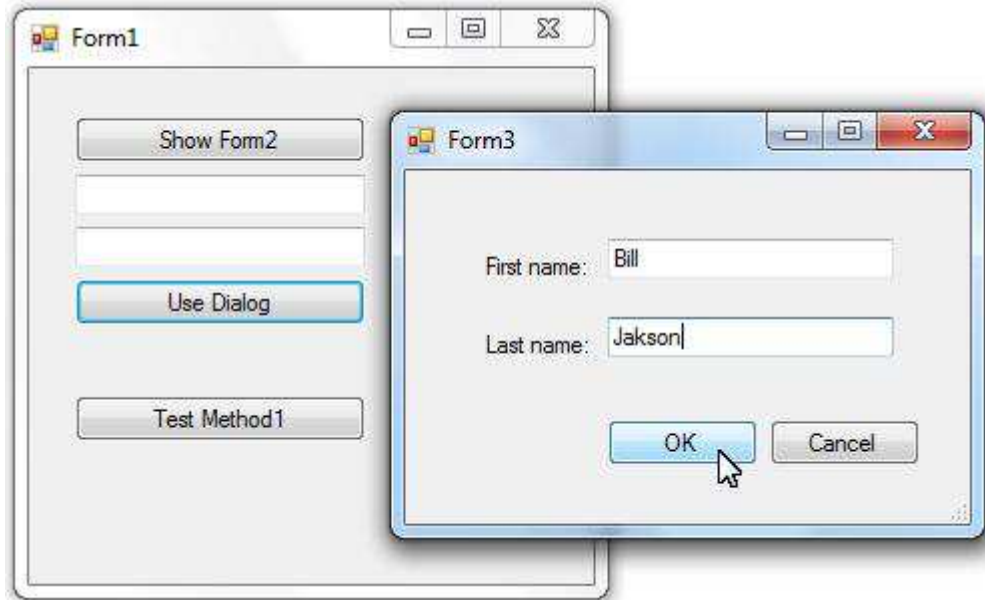 Form1
Show Form2
Use Dialog
Test Method1
Form3
First name: Bill
Last name: Jakson
OK Cancel